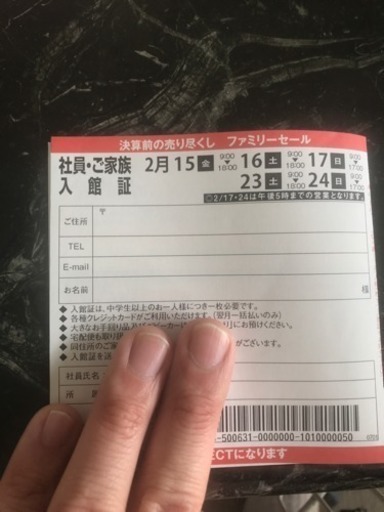 決算前の売り尽くし ファミリーセール
社員・ご家族
入館証
2月15金 9:00▼18:00 16土 9:00▼18:00 17日 9:00▼17:00
23土 9:00▼18:00 24日 9:00▼17:00
◎2/17・24は午後5時までの営業となります。
ご住所 〒
TEL
E-mail
お名前 様
◆入館証は、中学生以上のお一人様につき一枚必要です。
◆各種クレジットカードがご利用いただけます。(翌月一括払いのみ)
◆大きなお手回り品及び にお預けください。
◆宅配便も取り扱
◆同住所のご家 ございます。
◆入館証を
社員氏名
所
-500631-0000000-1010000050
ECTになります